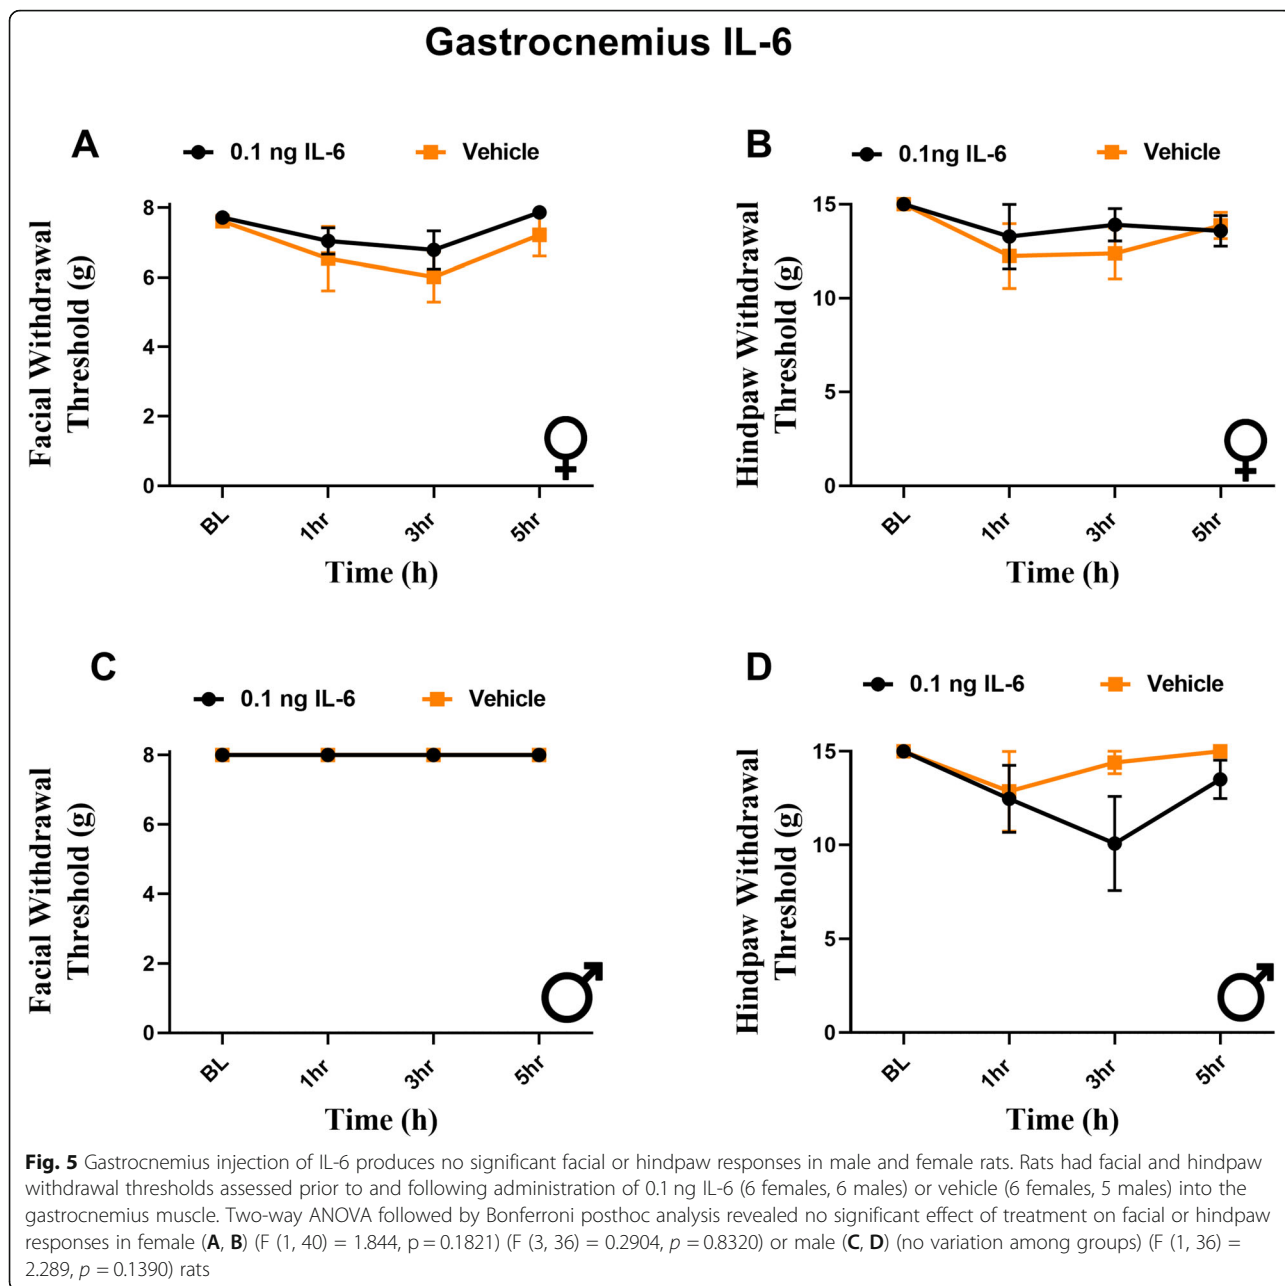 Gastrocnemius IL-6
A
0.1 ng IL-6
Vehicle
Facial Withdrawal
Threshold (g)
8
6
4
2
0
BL
1hr
3hr
5hr
Time (h)
B
0.1ng IL-6
Vehicle
Hindpaw Withdrawal
Threshold (g)
15
10
5
0
BL
1hr
3hr
5hr
Time (h)
C
0.1 ng IL-6
Vehicle
Facial Withdrawal
Threshold (g)
8
6
4
2
0
BL
1hr
3hr
5hr
Time (h)
D
0.1 ng IL-6
Vehicle
Hindpaw Withdrawal
Threshold (g)
15
10
5
0
BL
1hr
3hr
5hr
Time (h)
Fig. 5 Gastrocnemius injection of IL-6 produces no significant facial or hindpaw responses in male and female rats. Rats had facial and hindpaw
withdrawal thresholds assessed prior to and following administration of 0.1 ng IL-6 (6 females, 6 males) or vehicle (6 females, 5 males) into the
gastrocnemius muscle. Two-way ANOVA followed by Bonferroni posthoc analysis revealed no significant effect of treatment on facial or hindpaw
responses in female (A, B) (F (1, 40) = 1.844, p = 0.1821) (F (3, 36) = 0.2904, p = 0.8320) or male (C, D) (no variation among groups) (F (1, 36) =
2.289, p = 0.1390) rats